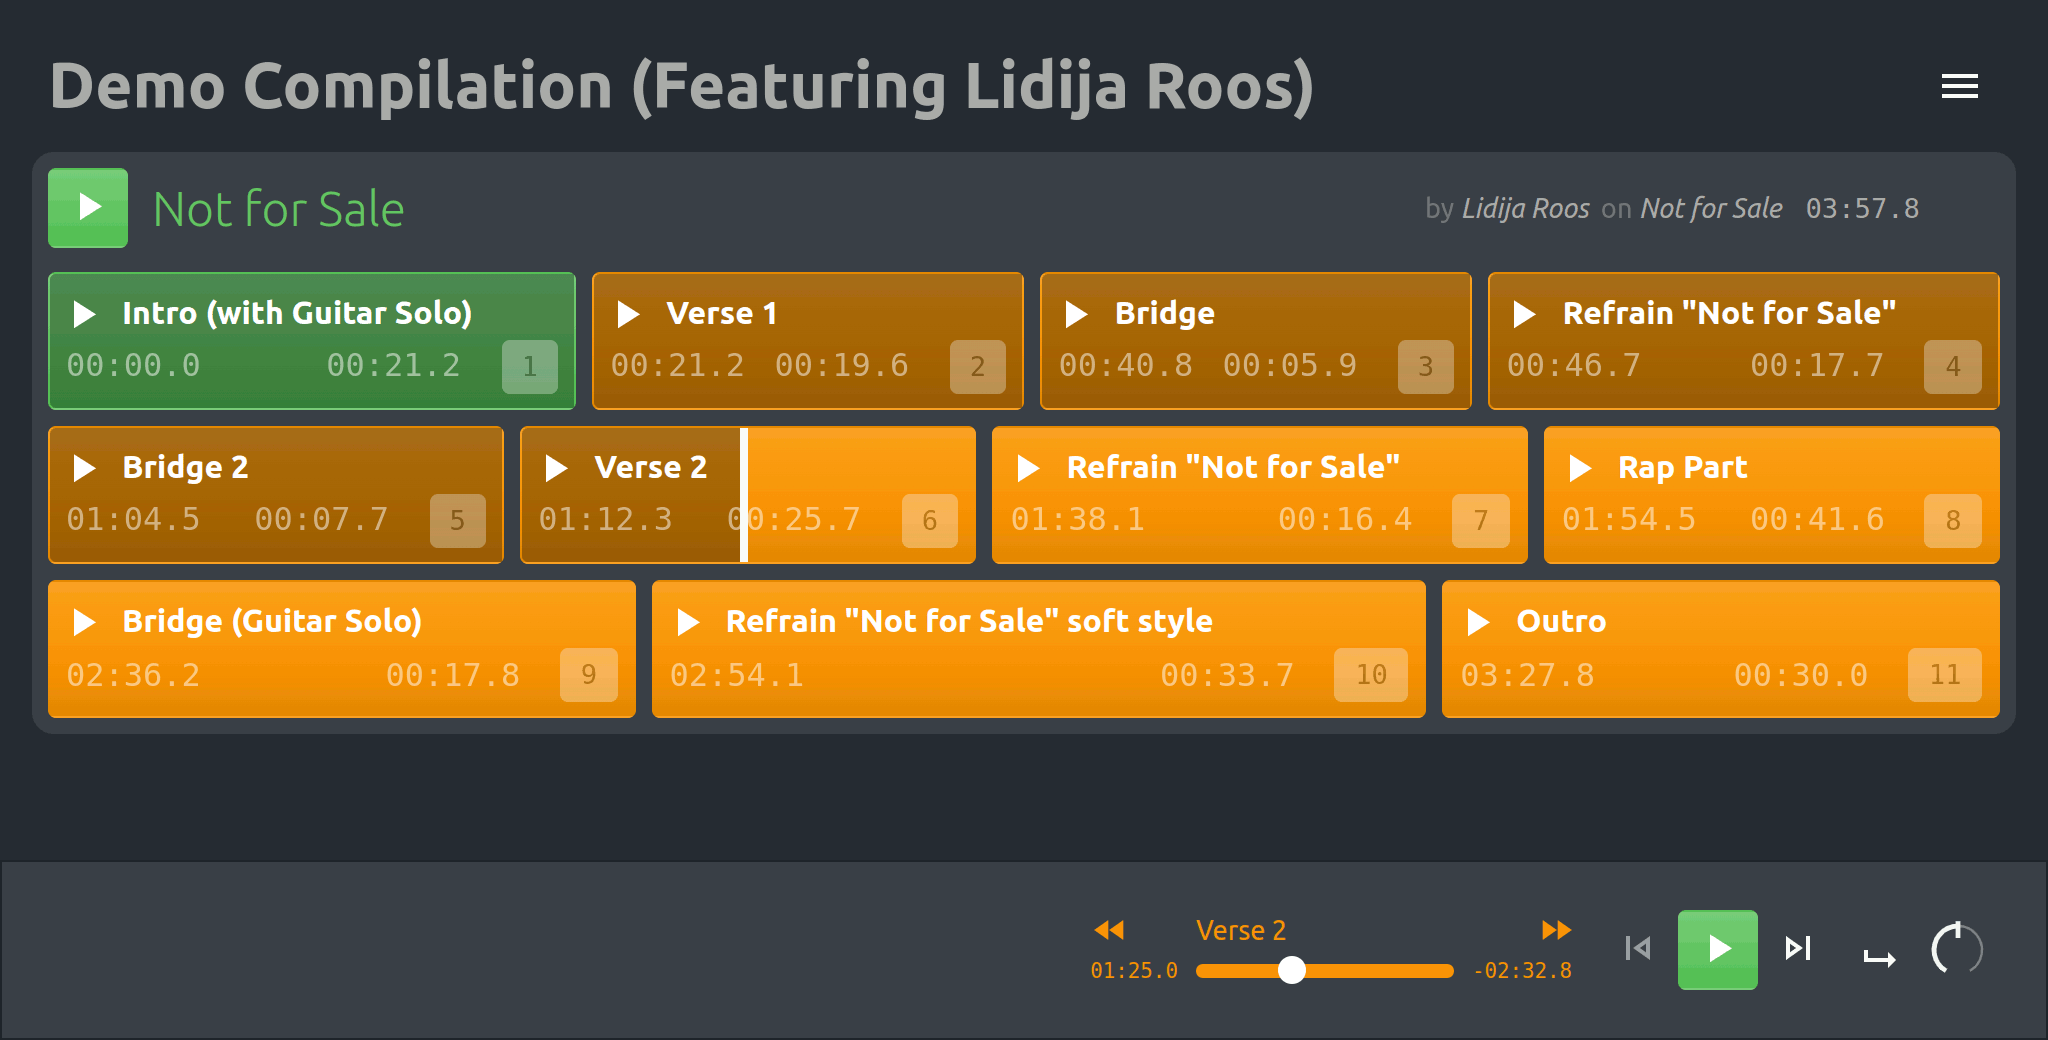 Demo Compilation (Featuring Lidija Roos)
Not for Sale
by Lidija Roos on Not for Sale 03:57.8
Intro (with Guitar Solo)
00:00.0 00:21.2 1
Verse 1
00:21.2 00:19.6 2
Bridge
00:40.8 00:05.9 3
Refrain "Not for Sale"
00:46.7 00:17.7 4
Bridge 2
01:04.5 00:07.7 5
Verse 2
01:12.3 00:25.7 6
Refrain "Not for Sale"
01:38.1 00:16.4 7
Rap Part
01:54.5 00:41.6 8
Bridge (Guitar Solo)
02:36.2 00:17.8 9
Refrain "Not for Sale" soft style
02:54.1 00:33.7 10
Outro
03:27.8 00:30.0 11
Verse 2
01:25.0 -02:32.8